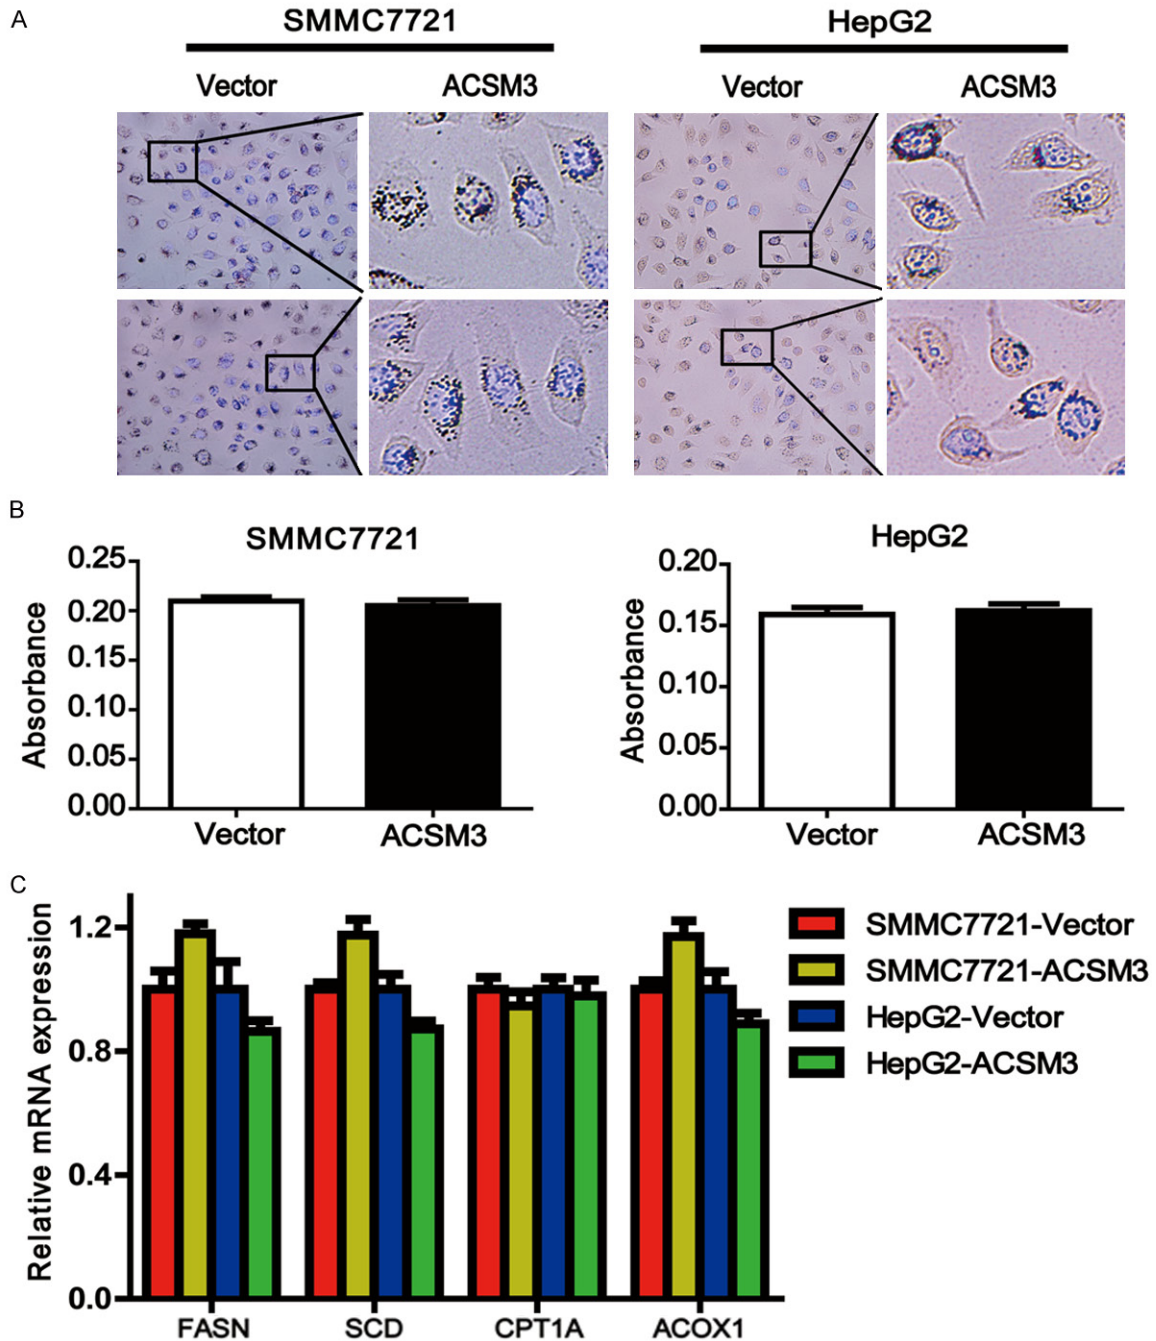 A
SMMC7721
HepG2
Vector
ACSM3
Vector
ACSM3
B
SMMC7721
Absorbance
0.25
0.20
0.15
0.10
0.05
0.00
Vector
ACSM3
HepG2
Absorbance
0.20
0.15
0.10
0.05
0.00
Vector
ACSM3
C
Relative mRNA expression
1.2
0.8
0.4
0.0
FASN
SCD
CPT1A
ACOX1
SMMC7721-Vector
SMMC7721-ACSM3
HepG2-Vector
HepG2-ACSM3